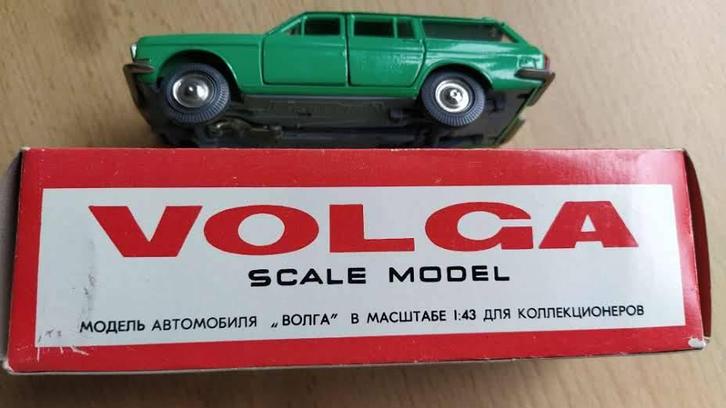 VOLGA
SCALE MODEL
МОДЕЛЬ АВТОМОБИЛЯ „ВОЛГА" В МАСШТАБЕ 1:43 ДЛЯ КОЛЛЕКЦИОНЕРОВ